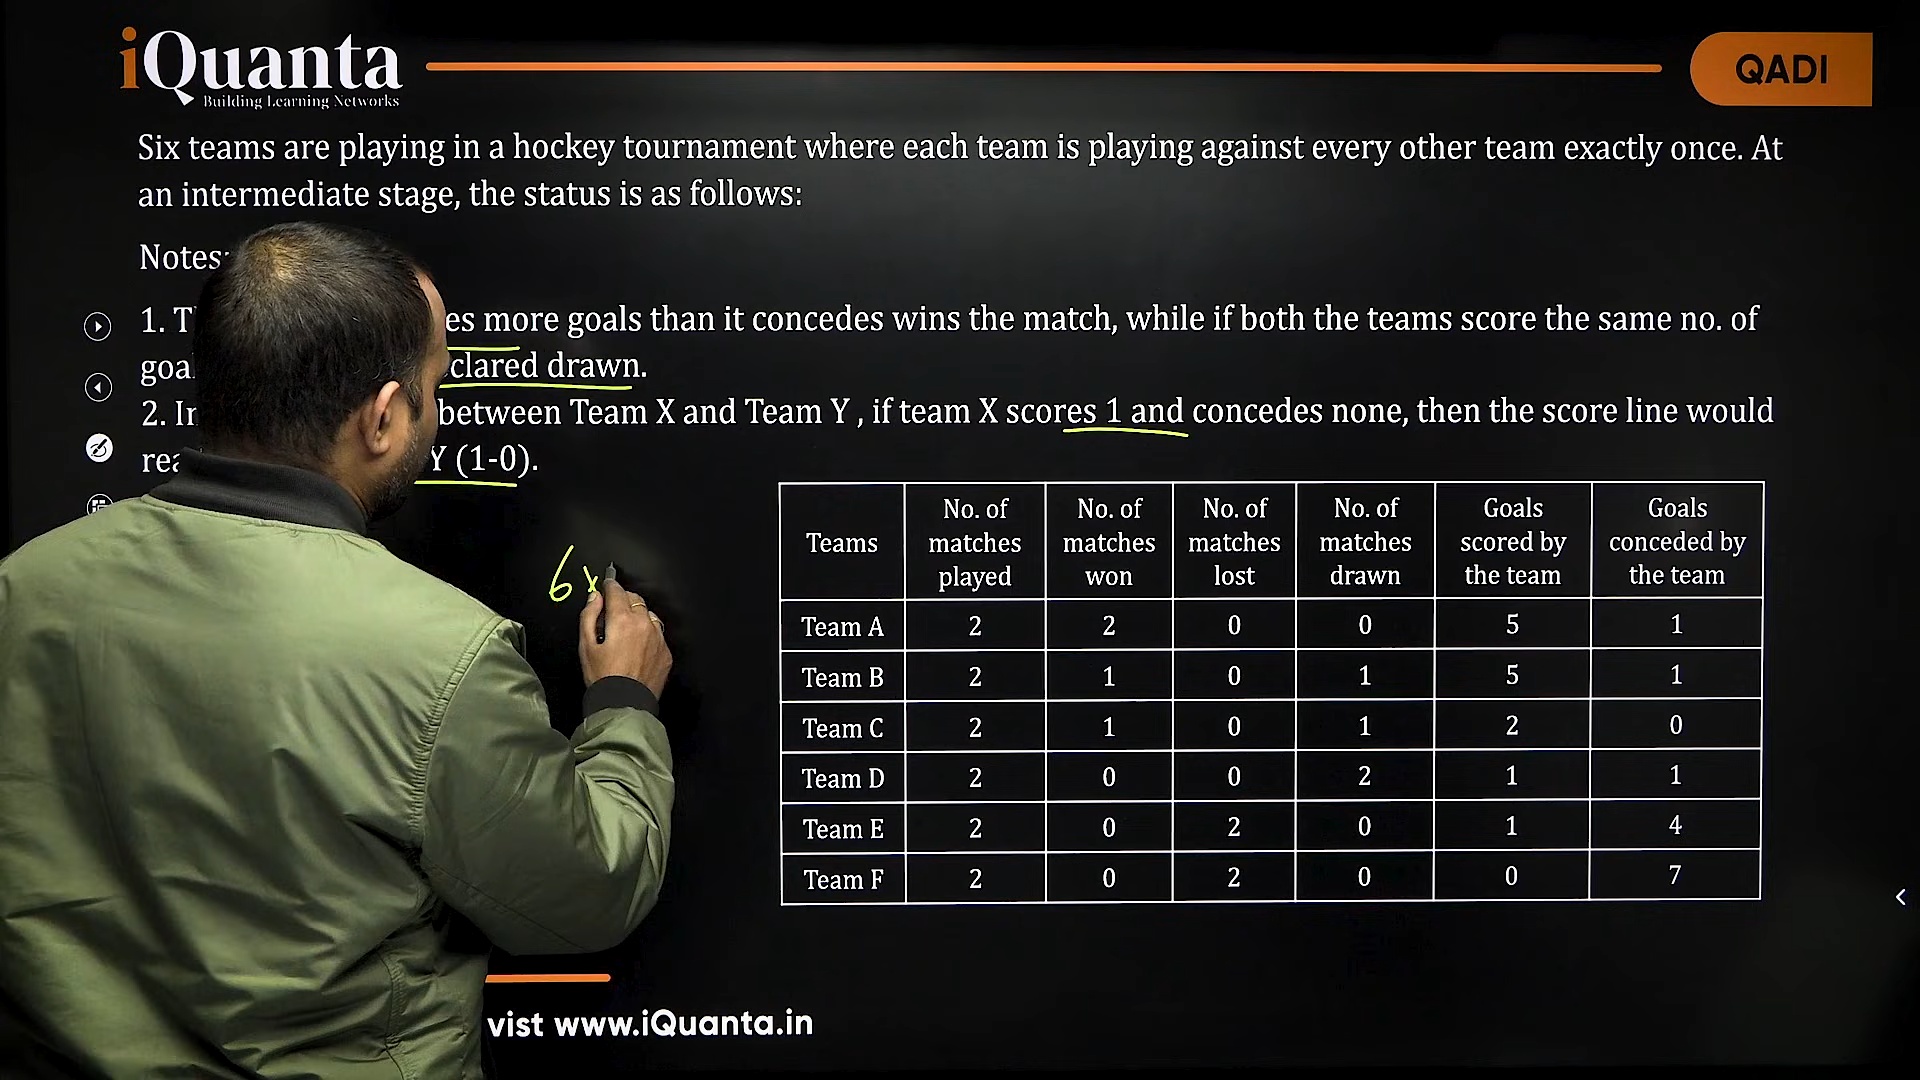 iQuanta
Building Learning Networks
QADI
Six teams are playing in a hockey tournament where each team is playing against every other team exactly once. At
an intermediate stage, the status is as follows:
Notes:
1. more goals than it concedes wins the match, while if both the teams score the same no. of
drawn.
2. between Team X and Team Y , if team X scores 1 and concedes none, then the score line would
Y (1-0).
6 x
Teams | No. of matches played | No. of matches won | No. of matches lost | No. of matches drawn | Goals scored by the team | Goals conceded by the team
Team A | 2 | 2 | 0 | 0 | 5 | 1
Team B | 2 | 1 | 0 | 1 | 5 | 1
Team C | 2 | 1 | 0 | 1 | 2 | 0
Team D | 2 | 0 | 0 | 2 | 1 | 1
Team E | 2 | 0 | 2 | 0 | 1 | 4
Team F | 2 | 0 | 2 | 0 | 0 | 7
vist www.iQuanta.in